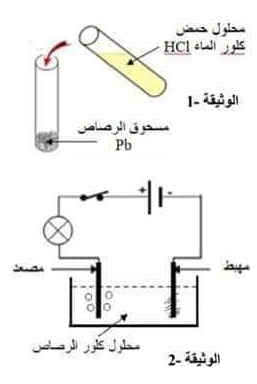 محلول حمض
كلور الماء HCl
الوثيقة -1
مسحوق الرصاص
Pb
+ -
مصعد
مهبط
محلول كلور الرصاص
الوثيقة -2